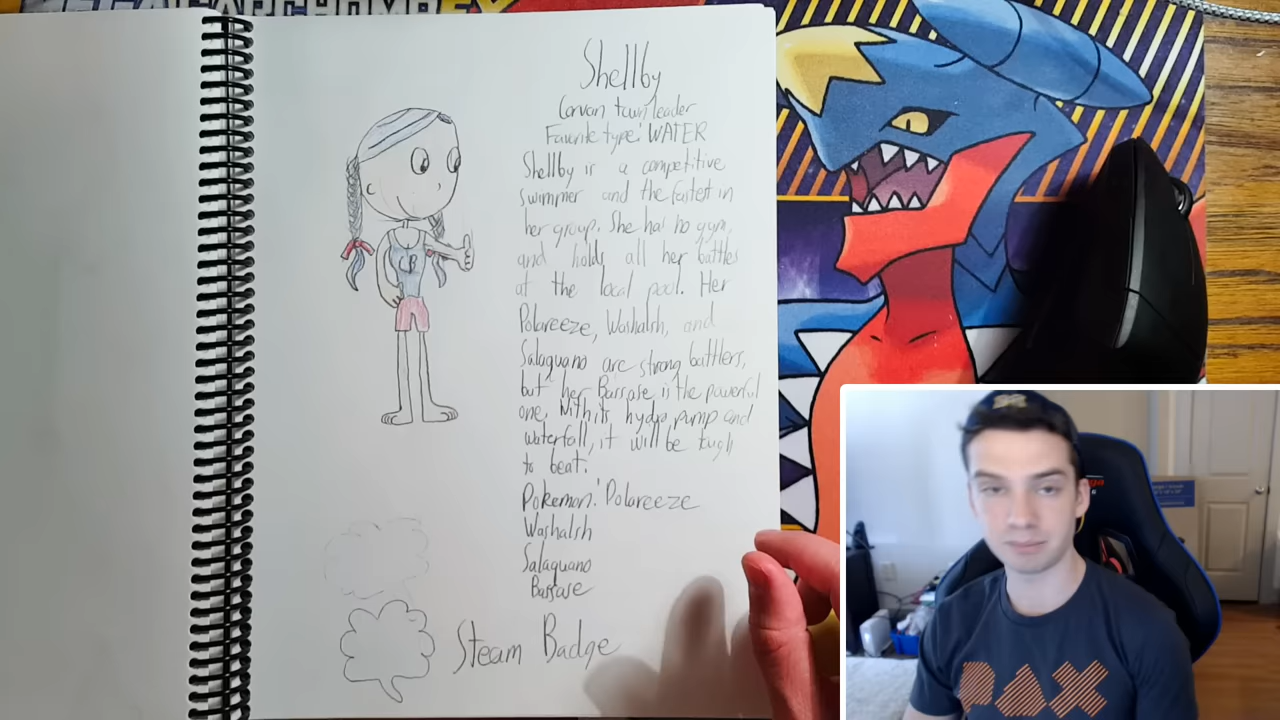 Shellby
Corvon town leader
Favorite type: WATER
Shellby is a competitive
swimmer and the fastest in
her group. She has no gym,
and holds all her battles
at the local pool. Her
Polareeze, Washalsh, and
Salaquano are strong battlers,
but her Barrase is the powerful
one. With its hydro pump and
waterfall, it will be tough
to beat.
Pokemon: Polareeze
Washalsh
Salaquano
Barrase
Steam Badge
PAX